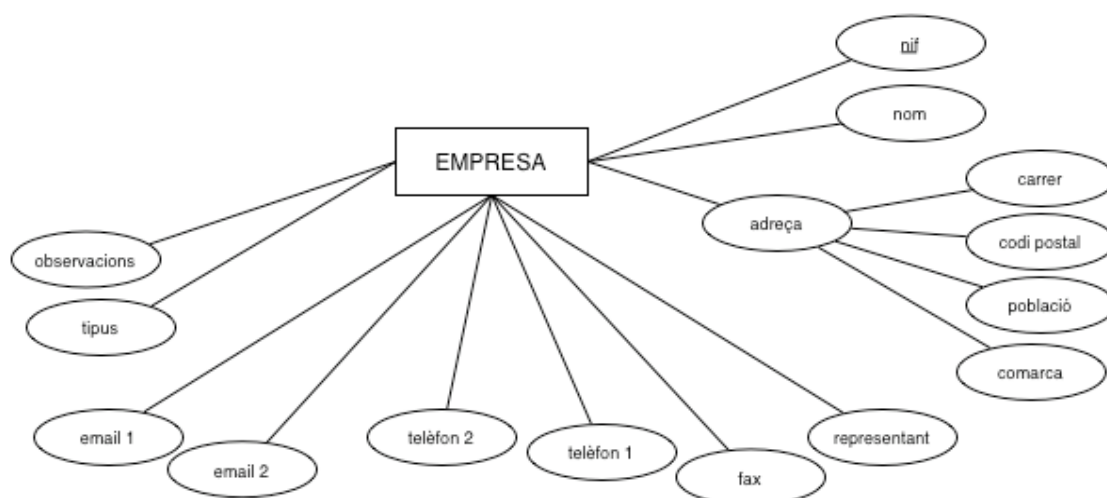 nif
nom
EMPRESA
carrer
adreça
codi postal
observacions
població
tipus
comarca
email 1
telèfon 2
representant
telèfon 1
email 2
fax